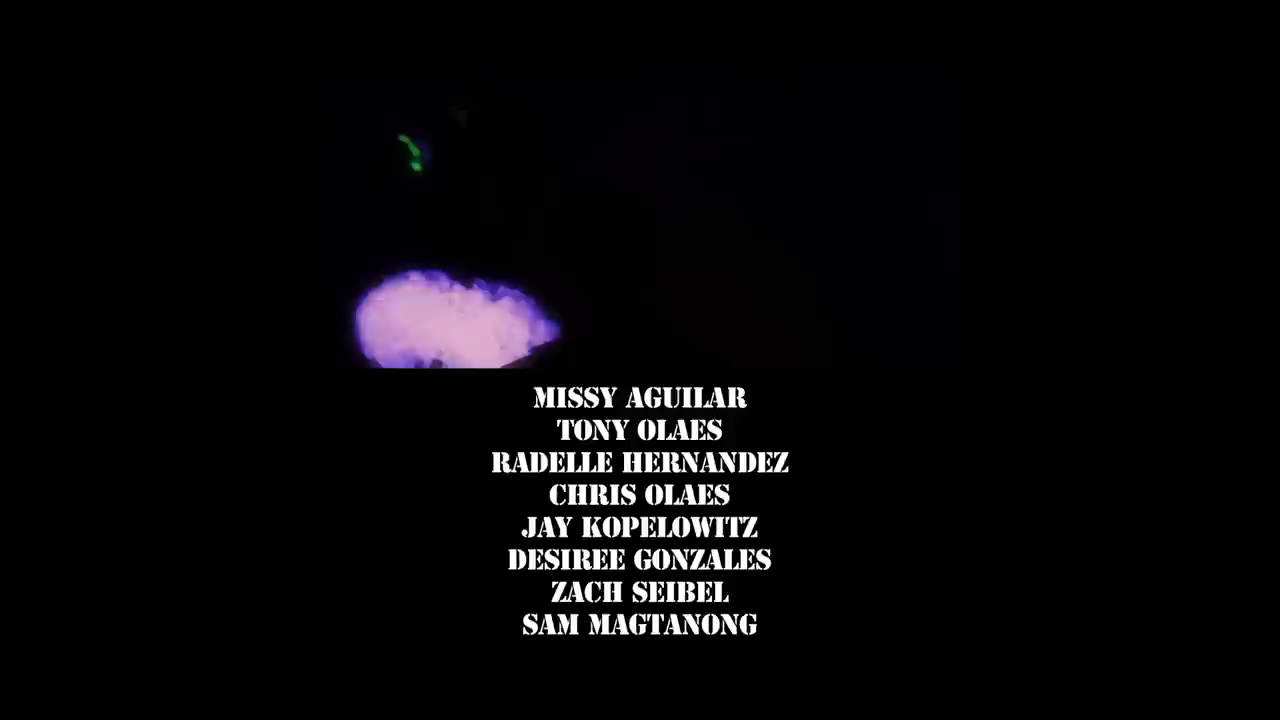 MISSY AGUILAR
TONY OLAES
RADELLE HERNANDEZ
CHRIS OLAES
JAY KOPELOWITZ
DESIREE GONZALES
ZACH SEIBEL
SAM MAGTANONG